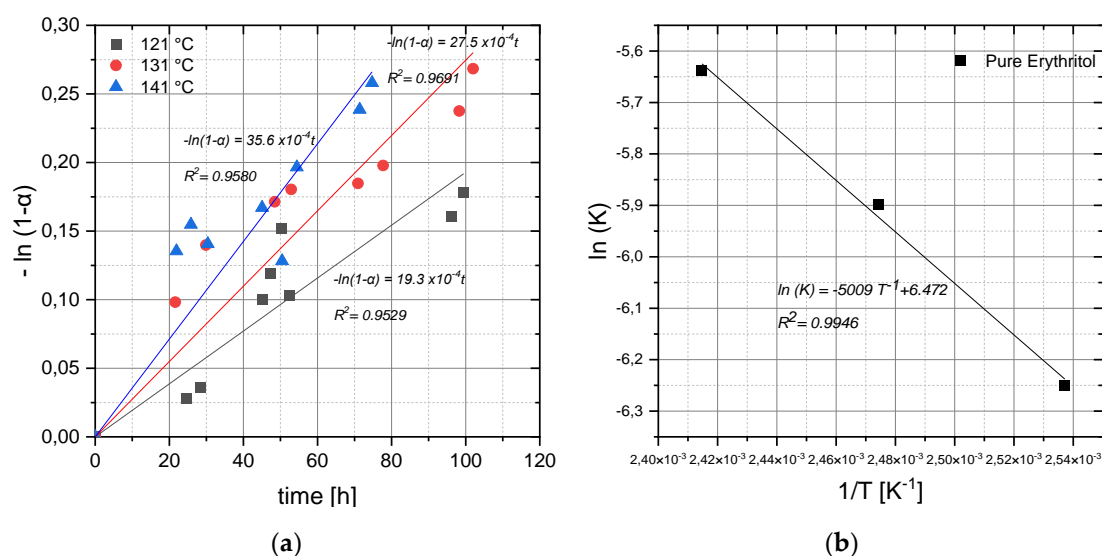 0,30
0,25
0,20
0,15
0,10
0,05
0,00
- ln (1-α)
121 °C
131 °C
141 °C
-ln(1-α) = 27.5 x10⁻⁴t
R²= 0.9691
-ln(1-α) = 35.6 x10⁻⁴t
R²= 0.9580
-ln(1-α) = 19.3 x10⁻⁴t
R²= 0.9529
0 20 40 60 80 100 120
time [h]
(a)
-5,6
-5,7
-5,8
-5,9
-6,0
-6,1
-6,2
-6,3
ln (K)
Pure Erythritol
ln (K) = -5009 T⁻¹+6.472
R²= 0.9946
2,40×10⁻³ 2,42×10⁻³ 2,44×10⁻³ 2,46×10⁻³ 2,48×10⁻³ 2,50×10⁻³ 2,52×10⁻³ 2,54×10⁻³
1/T [K⁻¹]
(b)